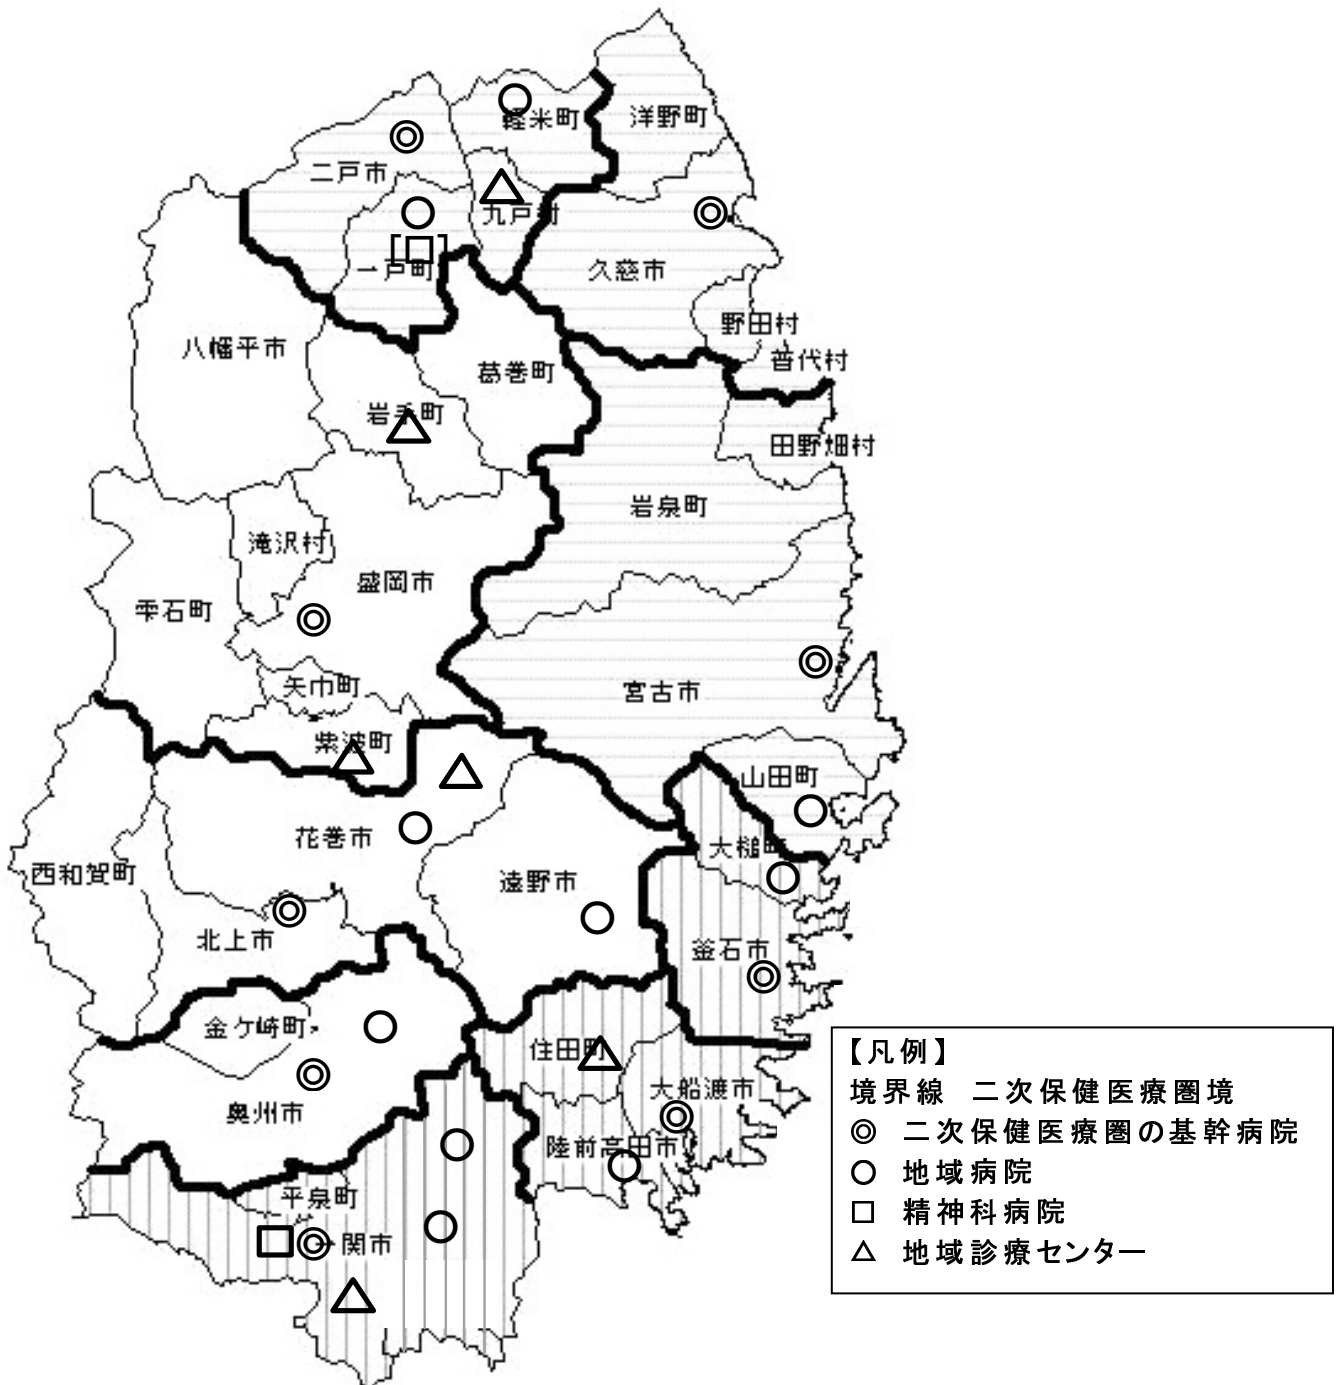 洋野町
軽米町
二戸市
九戸村
久慈市
[ ]
一戸町
野田村
八幡平市
普代村
葛巻町
岩手町
田野畑村
岩泉町
滝沢村
盛岡市
雫石町
矢巾町
宮古市
紫波町
山田町
花巻市
大槌町
西和賀町
遠野市
北上市
釜石市
金ケ崎町
住田町
大船渡市
奥州市
陸前高田市
平泉町
一関市
【凡例】
境界線 二次保健医療圏境
◎ 二次保健医療圏の基幹病院
○ 地域病院
□ 精神科病院
△ 地域診療センター